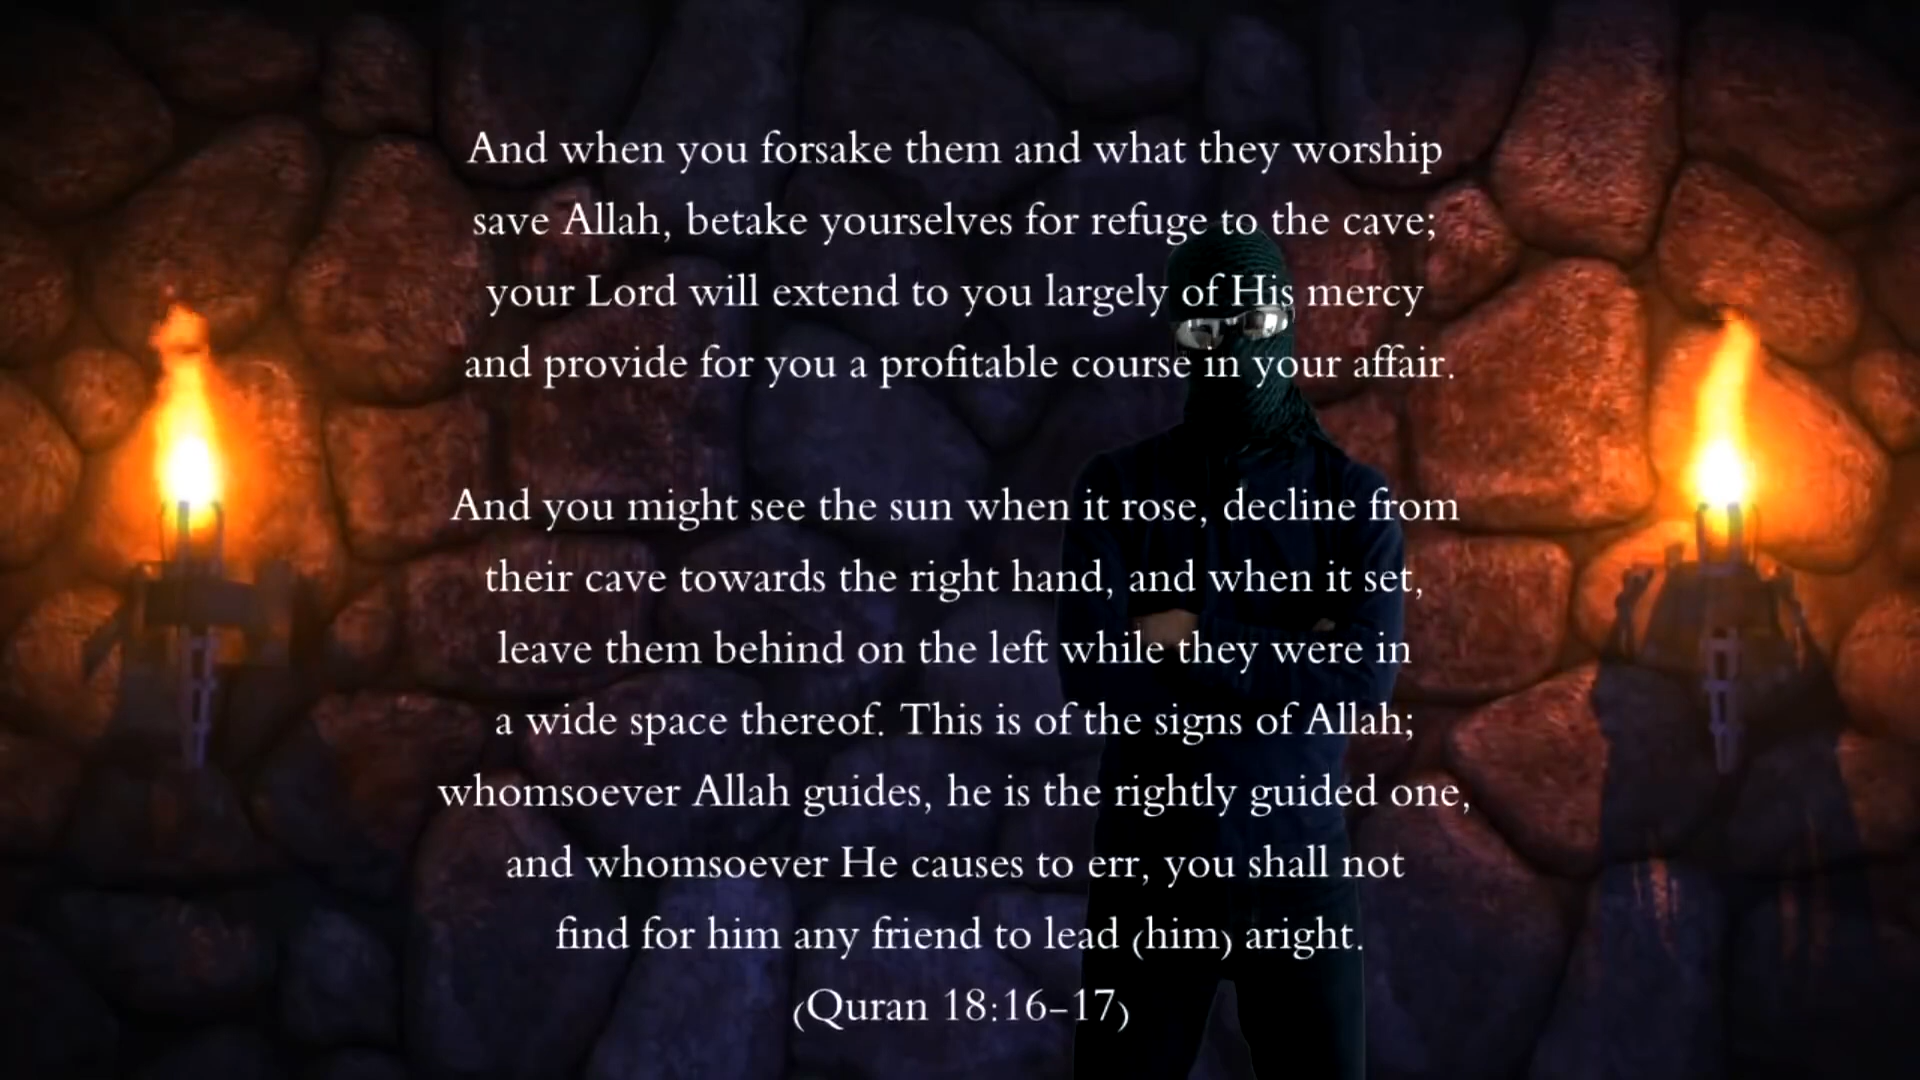 And when you forsake them and what they worship
save Allah, betake yourselves for refuge to the cave;
your Lord will extend to you largely of His mercy
and provide for you a profitable course in your affair.
And you might see the sun when it rose, decline from
their cave towards the right hand, and when it set,
leave them behind on the left while they were in
a wide space thereof. This is of the signs of Allah;
whomsoever Allah guides, he is the rightly guided one,
and whomsoever He causes to err, you shall not
find for him any friend to lead (him) aright.
(Quran 18:16-17)